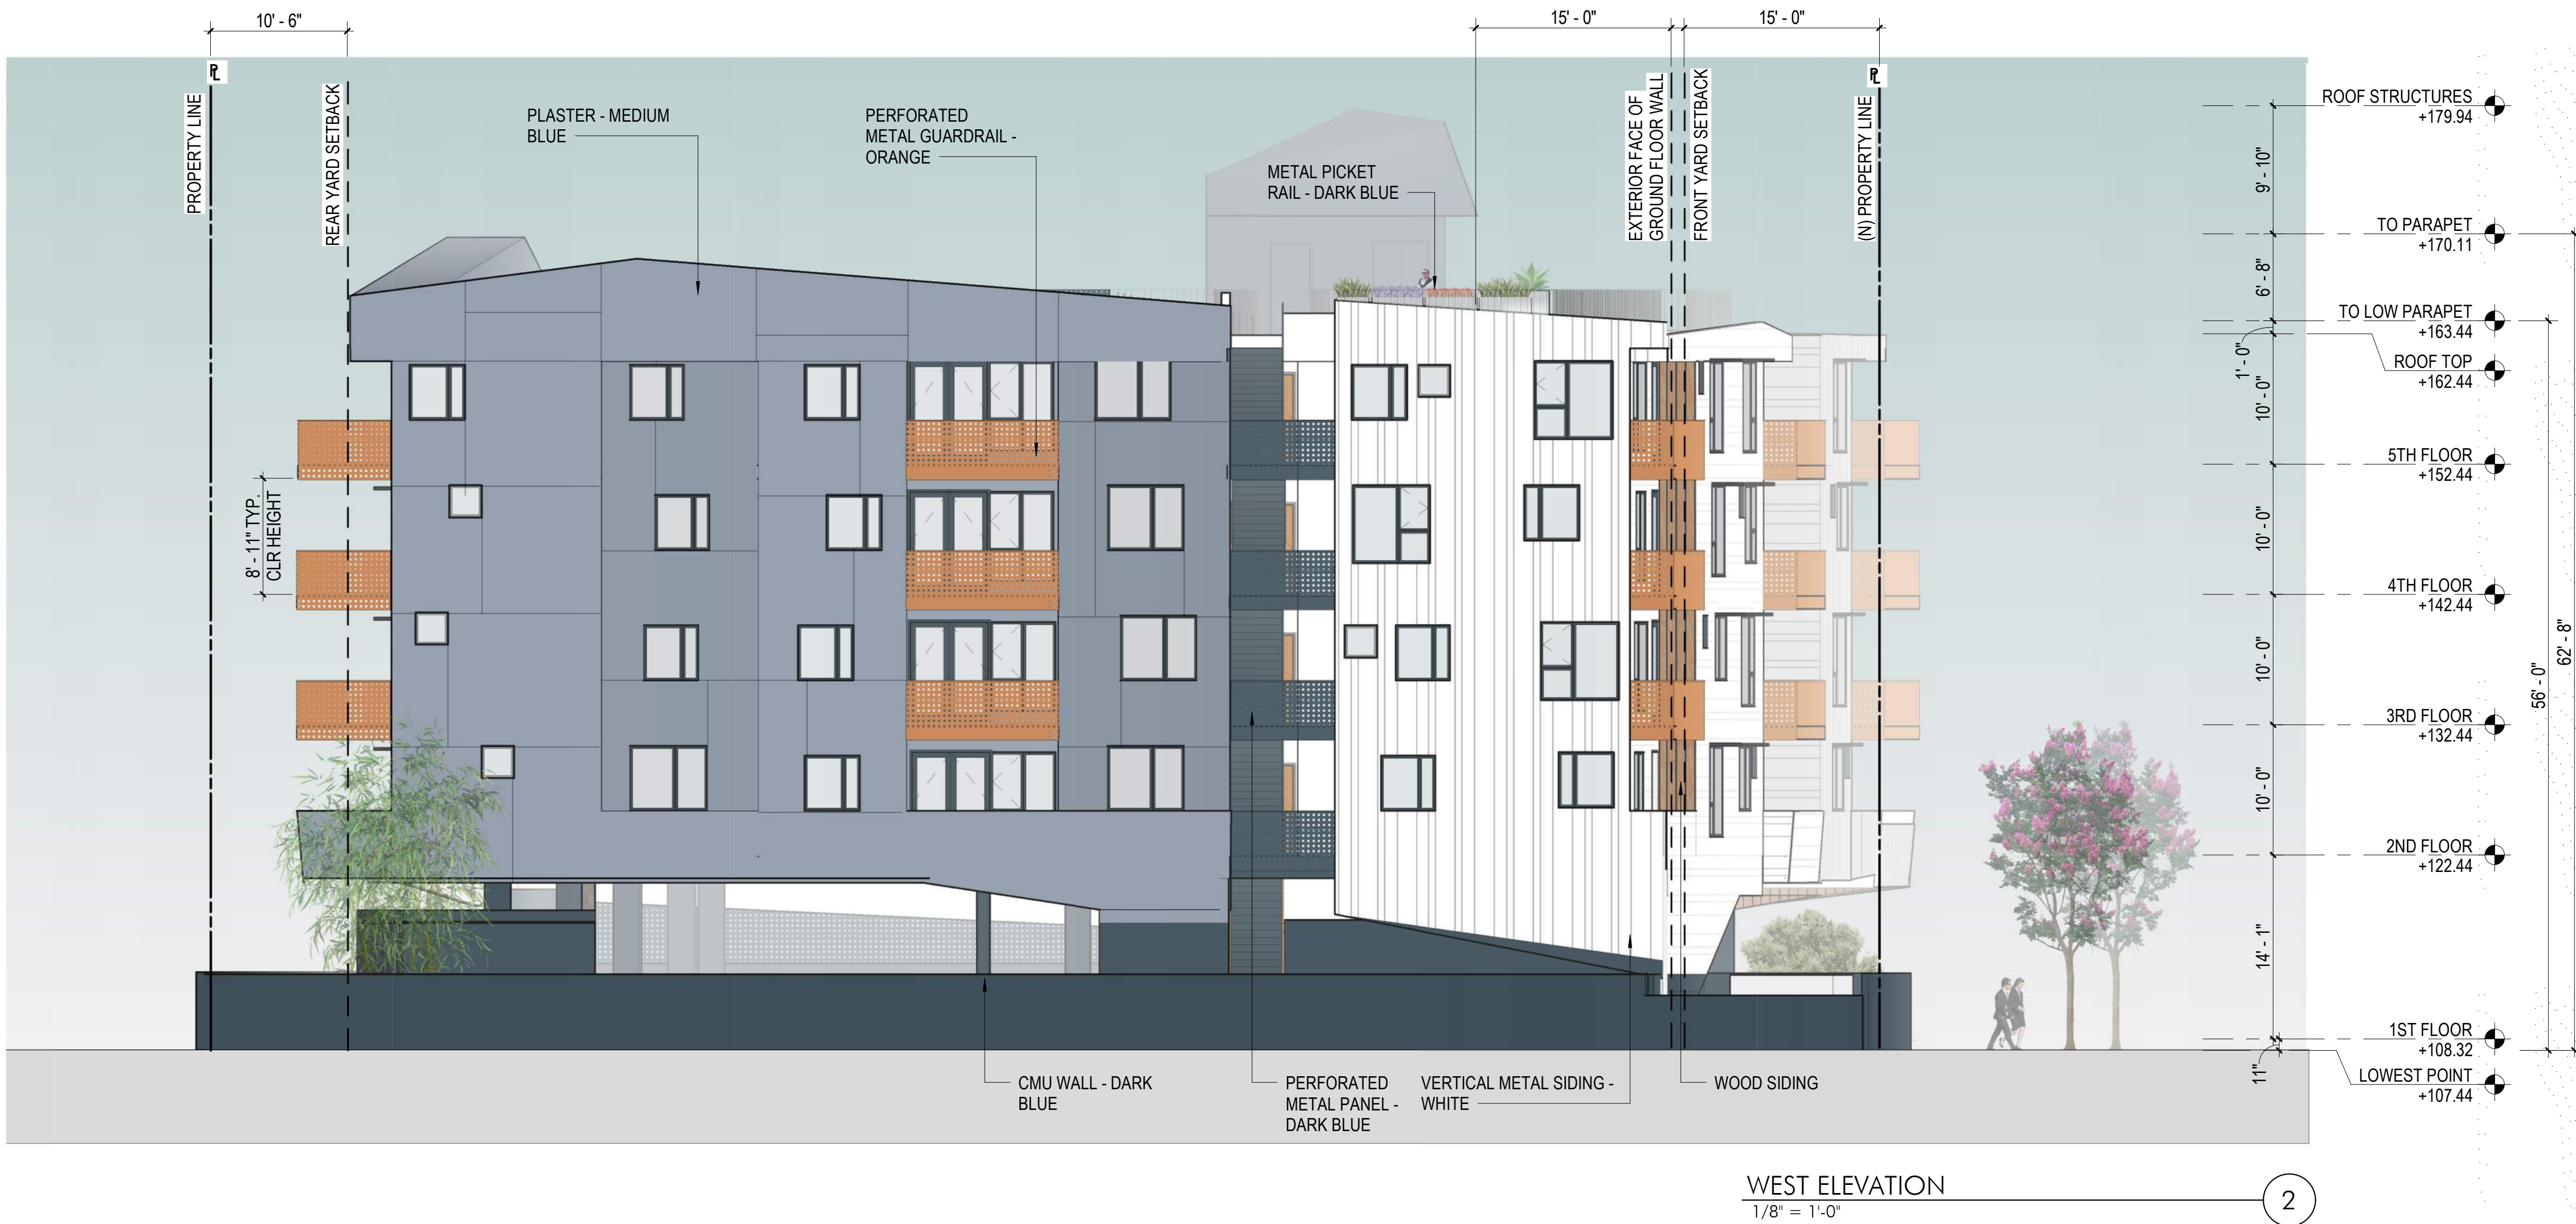 10' - 6"
15' - 0"
15' - 0"
PL
PL
PROPERTY LINE
REAR YARD SETBACK
PLASTER - MEDIUM
BLUE
PERFORATED
METAL GUARDRAIL -
ORANGE
METAL PICKET
RAIL - DARK BLUE
EXTERIOR FACE OF
GROUND FLOOR WALL
FRONT YARD SETBACK
(N) PROPERTY LINE
8' - 11" TYP.
CLR HEIGHT
ROOF STRUCTURES
+179.94
9' - 10"
TO PARAPET
+170.11
6' - 8"
TO LOW PARAPET
+163.44
1' - 0"
ROOF TOP
+162.44
10' - 0"
5TH FLOOR
+152.44
10' - 0"
4TH FLOOR
+142.44
10' - 0"
3RD FLOOR
+132.44
10' - 0"
2ND FLOOR
+122.44
14' - 1"
1ST FLOOR
+108.32
11"
LOWEST POINT
+107.44
56' - 0"
62' - 8"
CMU WALL - DARK
BLUE
PERFORATED
METAL PANEL -
DARK BLUE
VERTICAL METAL SIDING -
WHITE
WOOD SIDING
WEST ELEVATION
1/8" = 1'-0"
2